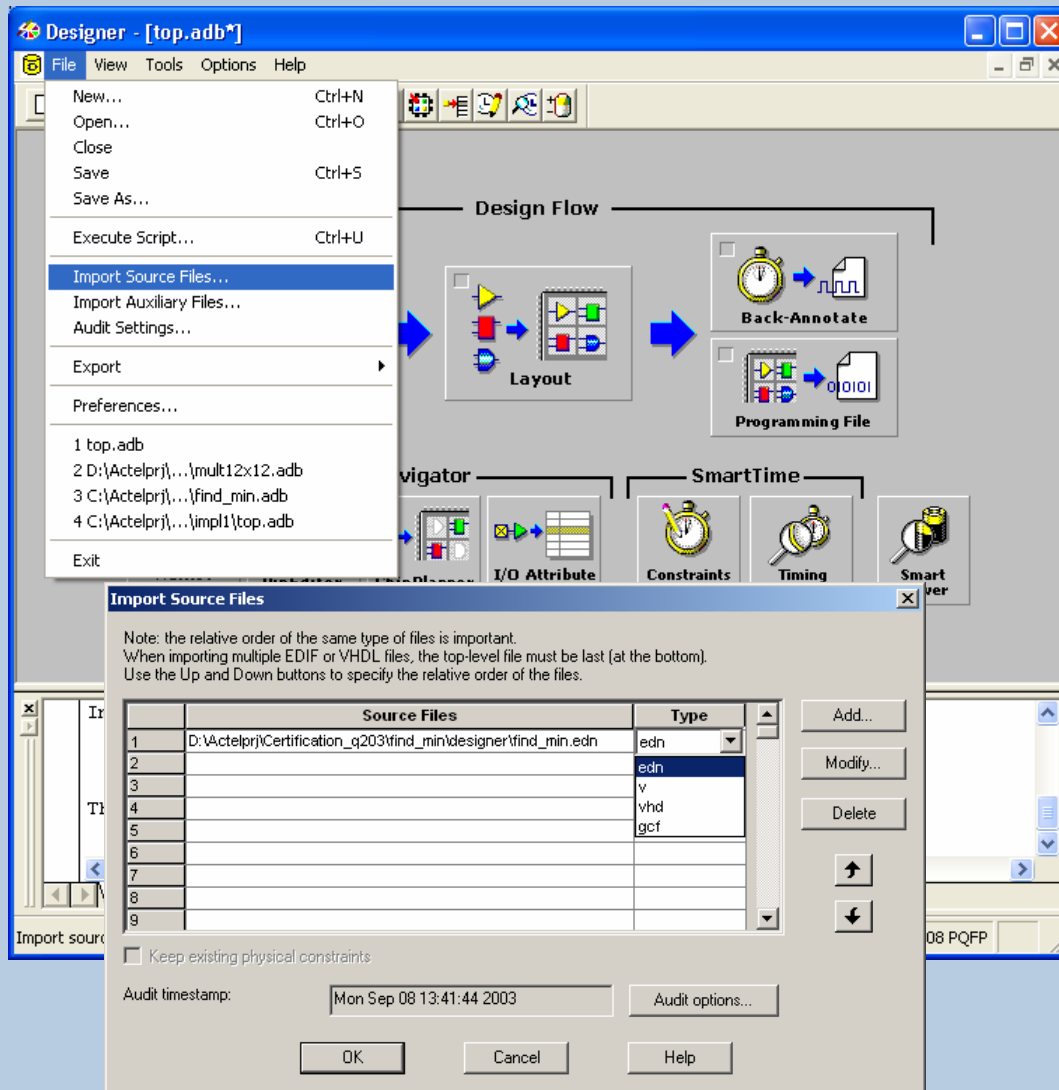 Designer - [top.adb*]
File View Tools Options Help
New... Ctrl+N
Open... Ctrl+O
Close
Save Ctrl+S
Save As...
Execute Script... Ctrl+U
Import Source Files...
Import Auxiliary Files...
Audit Settings...
Export
Preferences...
1 top.adb
2 D:\Actelprj\...\mult12x12.adb
3 C:\Actelprj\...\find_min.adb
4 C:\Actelprj\...\impl1\top.adb
Exit
Design Flow
Layout
Back-Annotate
010101
Programming File
vigator
SmartTime
I/O Attribute
Constraints
Timing
Smart
Import Source Files
Note: the relative order of the same type of files is important.
When importing multiple EDIF or VHDL files, the top-level file must be last (at the bottom).
Use the Up and Down buttons to specify the relative order of the files.
Source Files Type
1 D:\Actelprj\Certification_q203\find_min\designer\find_min.edn edn
2
3
4
5
6
7
8
9
edn
v
vhd
gcf
Add...
Modify...
Delete
Keep existing physical constraints
Audit timestamp: Mon Sep 08 13:41:44 2003 Audit options...
OK Cancel Help
Import sour
08 PQFP